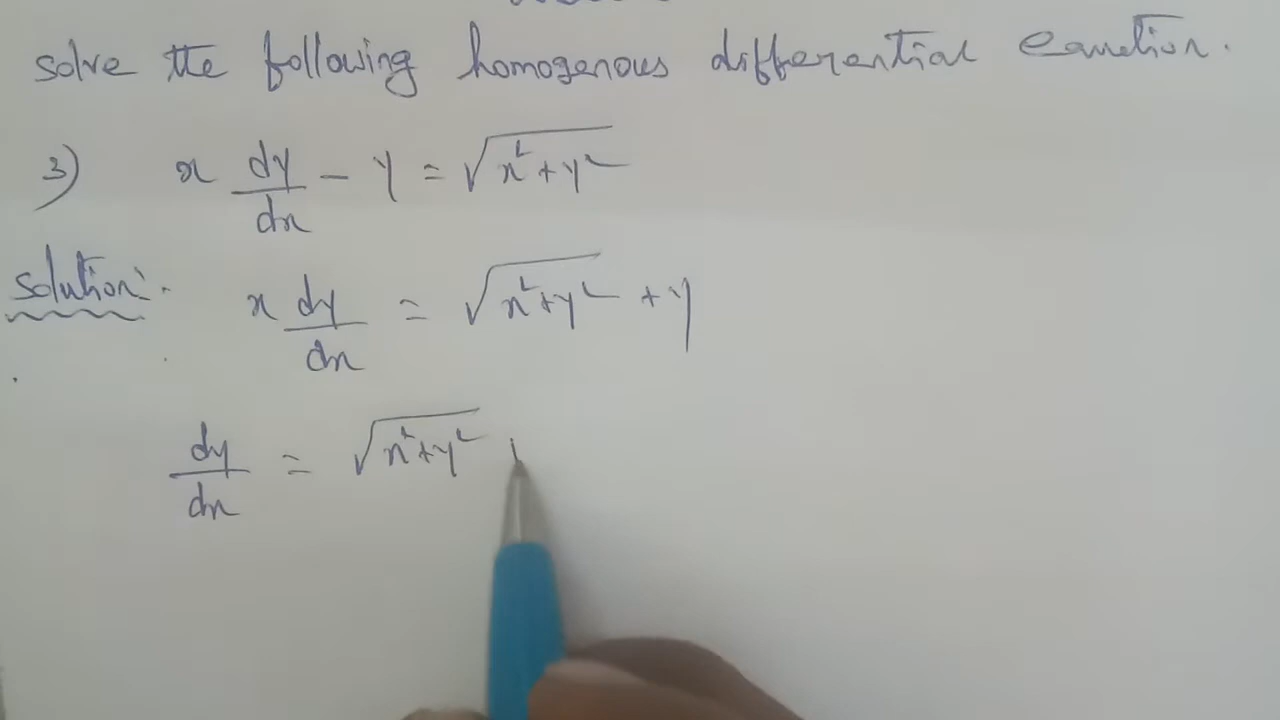 solve the following homogenous differential equation.
3) x dy/dx - y = √x²+y²
solution:- x dy/dx = √x²+y² + y
dy/dx = √x²+y²